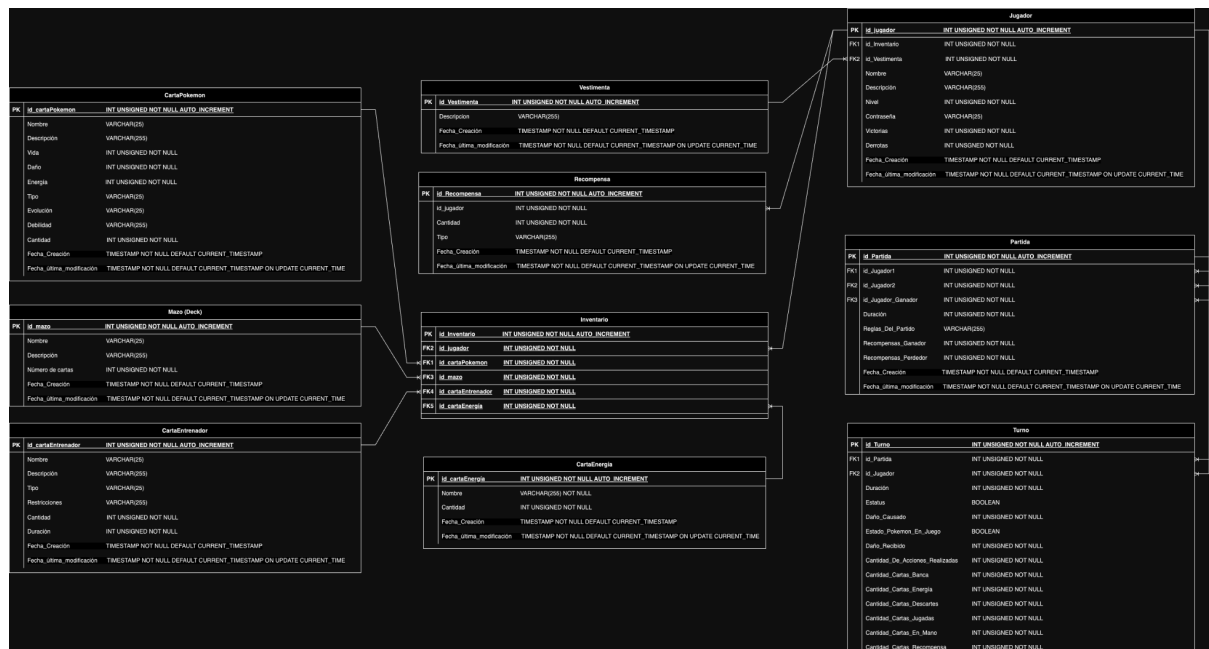 CartaPokemon
PK id_cartaPokemon INT UNSIGNED NOT NULL AUTO_INCREMENT
Nombre VARCHAR(25)
Descripción VARCHAR(255)
Vida INT UNSIGNED NOT NULL
Daño INT UNSIGNED NOT NULL
Energía INT UNSIGNED NOT NULL
Tipo VARCHAR(25)
Evolución VARCHAR(25)
Debilidad VARCHAR(255)
Cantidad INT UNSIGNED NOT NULL
Fecha_Creación TIMESTAMP NOT NULL DEFAULT CURRENT_TIMESTAMP
Fecha_última_modificación TIMESTAMP NOT NULL DEFAULT CURRENT_TIMESTAMP ON UPDATE CURRENT_TIME
Mazo (Deck)
PK id_mazo INT UNSIGNED NOT NULL AUTO_INCREMENT
Nombre VARCHAR(25)
Descripción VARCHAR(255)
Número de cartas INT UNSIGNED NOT NULL
Fecha_Creación TIMESTAMP NOT NULL DEFAULT CURRENT_TIMESTAMP
Fecha_última_modificación TIMESTAMP NOT NULL DEFAULT CURRENT_TIMESTAMP ON UPDATE CURRENT_TIME
CartaEntrenador
PK id_cartaEntrenador INT UNSIGNED NOT NULL AUTO_INCREMENT
Nombre VARCHAR(25)
Descripción VARCHAR(255)
Tipo VARCHAR(25)
Restricciones VARCHAR(255)
Cantidad INT UNSIGNED NOT NULL
Duración INT UNSIGNED NOT NULL
Fecha_Creación TIMESTAMP NOT NULL DEFAULT CURRENT_TIMESTAMP
Fecha_última_modificación TIMESTAMP NOT NULL DEFAULT CURRENT_TIMESTAMP ON UPDATE CURRENT_TIME
Vestimenta
PK id_Vestimenta INT UNSIGNED NOT NULL AUTO_INCREMENT
Descripcion VARCHAR(255)
Fecha_Creación TIMESTAMP NOT NULL DEFAULT CURRENT_TIMESTAMP
Fecha_última_modificación TIMESTAMP NOT NULL DEFAULT CURRENT_TIMESTAMP ON UPDATE CURRENT_TIME
Recompensa
PK id_Recompensa INT UNSIGNED NOT NULL AUTO_INCREMENT
id_jugador INT UNSIGNED NOT NULL
Cantidad INT UNSIGNED NOT NULL
Tipo VARCHAR(255)
Fecha_Creación TIMESTAMP NOT NULL DEFAULT CURRENT_TIMESTAMP
Fecha_última_modificación TIMESTAMP NOT NULL DEFAULT CURRENT_TIMESTAMP ON UPDATE CURRENT_TIME
Inventario
PK id_Inventario INT UNSIGNED NOT NULL AUTO_INCREMENT
FK2 id_jugador INT UNSIGNED NOT NULL
FK1 id_cartaPokemon INT UNSIGNED NOT NULL
FK3 id_mazo INT UNSIGNED NOT NULL
FK4 id_cartaEntrenador INT UNSIGNED NOT NULL
FK5 id_cartaEnergía INT UNSIGNED NOT NULL
CartaEnergía
PK id_cartaEnergía INT UNSIGNED NOT NULL AUTO_INCREMENT
Nombre VARCHAR(255) NOT NULL
Cantidad INT UNSIGNED NOT NULL
Fecha_Creación TIMESTAMP NOT NULL DEFAULT CURRENT_TIMESTAMP
Fecha_última_modificación TIMESTAMP NOT NULL DEFAULT CURRENT_TIMESTAMP ON UPDATE CURRENT_TIME
Jugador
PK id_jugador INT UNSIGNED NOT NULL AUTO_INCREMENT
FK1 id_Inventario INT UNSIGNED NOT NULL
FK2 id_Vestimenta INT UNSIGNED NOT NULL
Nombre VARCHAR(25)
Descripción VARCHAR(255)
Nivel INT UNSIGNED NOT NULL
Contraseña VARCHAR(25)
Victorias INT UNSIGNED NOT NULL
Derrotas INT UNSIGNED NOT NULL
Fecha_Creación TIMESTAMP NOT NULL DEFAULT CURRENT_TIMESTAMP
Fecha_última_modificación TIMESTAMP NOT NULL DEFAULT CURRENT_TIMESTAMP ON UPDATE CURRENT_TIME
Partida
PK id_Partida INT UNSIGNED NOT NULL AUTO_INCREMENT
FK1 id_Jugador1 INT UNSIGNED NOT NULL
FK2 id_Jugador2 INT UNSIGNED NOT NULL
FK3 id_Jugador_Ganador INT UNSIGNED NOT NULL
Duración INT UNSIGNED NOT NULL
Reglas_Del_Partido VARCHAR(255)
Recompensas_Ganador INT UNSIGNED NOT NULL
Recompensas_Perdedor INT UNSIGNED NOT NULL
Fecha_Creación TIMESTAMP NOT NULL DEFAULT CURRENT_TIMESTAMP
Fecha_última_modificación TIMESTAMP NOT NULL DEFAULT CURRENT_TIMESTAMP ON UPDATE CURRENT_TIME
Turno
PK id_Turno INT UNSIGNED NOT NULL AUTO_INCREMENT
FK1 id_Partida INT UNSIGNED NOT NULL
FK2 id_Jugador INT UNSIGNED NOT NULL
Duración INT UNSIGNED NOT NULL
Estatus BOOLEAN
Daño_Causado INT UNSIGNED NOT NULL
Estado_Pokemon_En_Juego BOOLEAN
Daño_Recibido INT UNSIGNED NOT NULL
Cantidad_De_Acciones_Realizadas INT UNSIGNED NOT NULL
Cantidad_Cartas_Banca INT UNSIGNED NOT NULL
Cantidad_Cartas_Energía INT UNSIGNED NOT NULL
Cantidad_Cartas_Descartes INT UNSIGNED NOT NULL
Cantidad_Cartas_Jugadas INT UNSIGNED NOT NULL
Cantidad_Cartas_En_Mano INT UNSIGNED NOT NULL
Cantidad_Cartas_Recompensa INT UNSIGNED NOT NULL